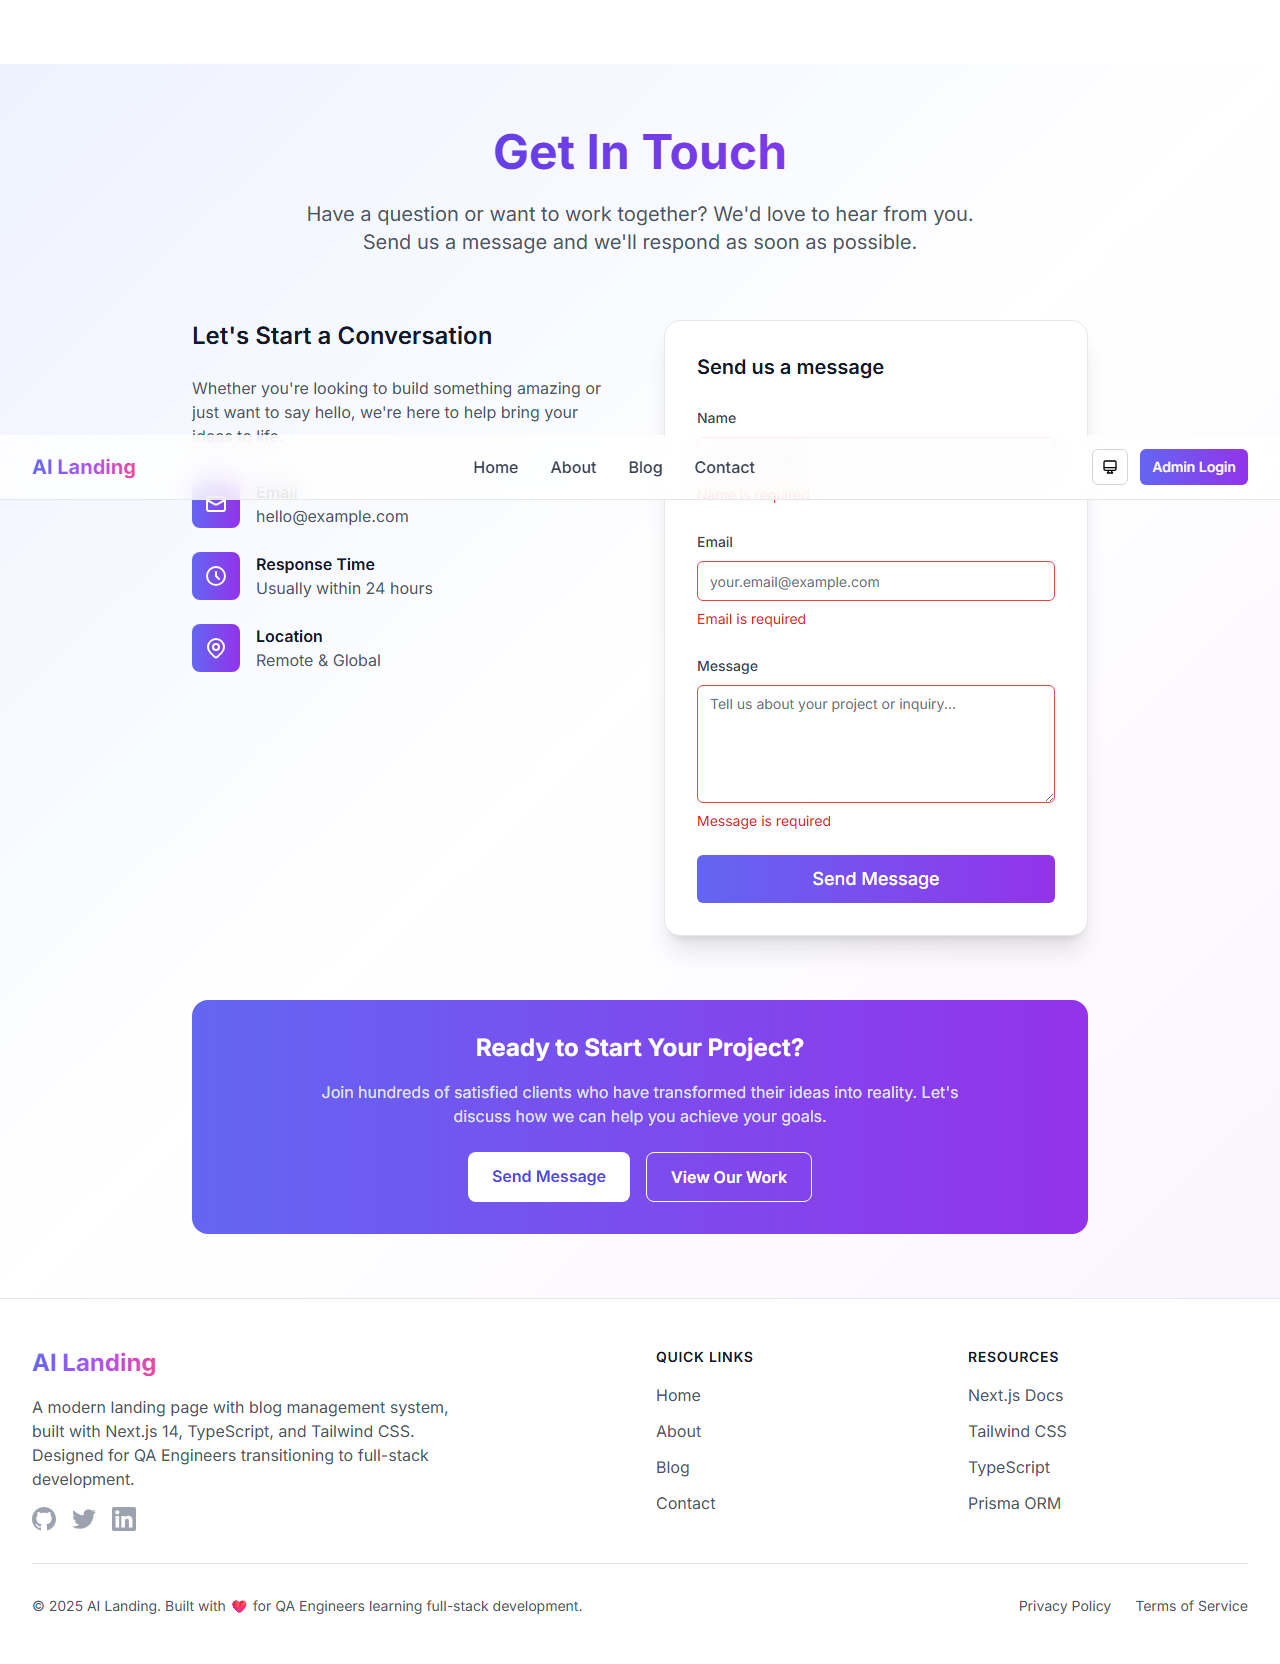 Get In Touch
Have a question or want to work together? We'd love to hear from you.
Send us a message and we'll respond as soon as possible.
Let's Start a Conversation
Whether you're looking to build something amazing or
just want to say hello, we're here to help bring your
ideas to life.
Send us a message
Name
AI Landing
Home
About
Blog
Contact
Admin Login
Email
hello@example.com
Response Time
Usually within 24 hours
Location
Remote & Global
Name is required
Email
your.email@example.com
Email is required
Message
Tell us about your project or inquiry...
Message is required
Send Message
Ready to Start Your Project?
Join hundreds of satisfied clients who have transformed their ideas into reality. Let's
discuss how we can help you achieve your goals.
Send Message
View Our Work
AI Landing
A modern landing page with blog management system,
built with Next.js 14, TypeScript, and Tailwind CSS.
Designed for QA Engineers transitioning to full-stack
development.
QUICK LINKS
Home
About
Blog
Contact
RESOURCES
Next.js Docs
Tailwind CSS
TypeScript
Prisma ORM
© 2025 AI Landing. Built with ❤️ for QA Engineers learning full-stack development.
Privacy Policy
Terms of Service